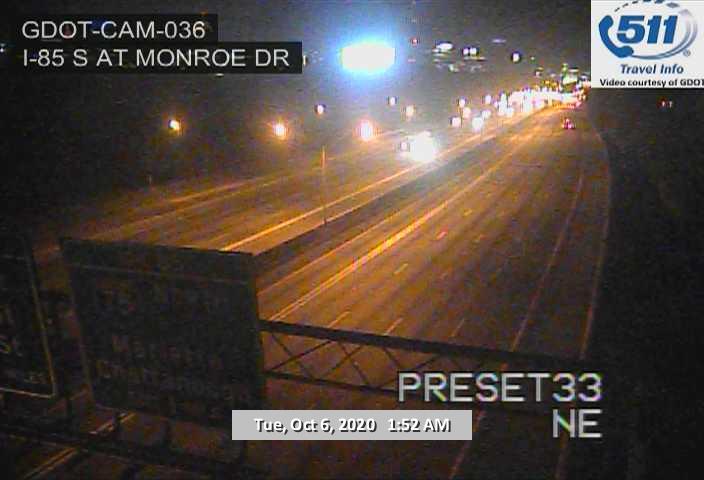 GDOT-CAM-036
I-85 S AT MONROE DR
511
Travel Info
Video courtesy of GDOT
75
Marietta
Chattanooga
St
PRESET33
NE
Tue, Oct 6, 2020 1:52 AM